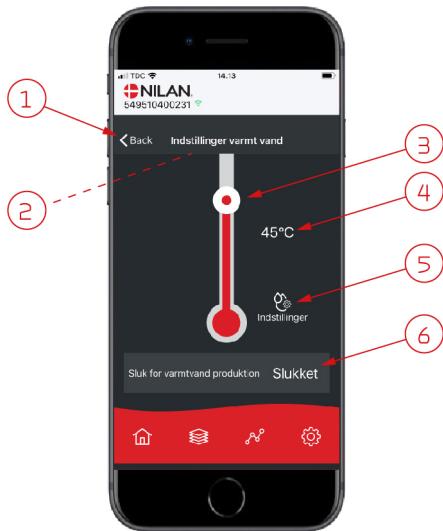 TDC 14.13
NILAN
549510400231
1
Back Indstillinger varmt vand
2
3
45°C
4
Indstillinger
5
Sluk for varmtvand produktion Slukket
6